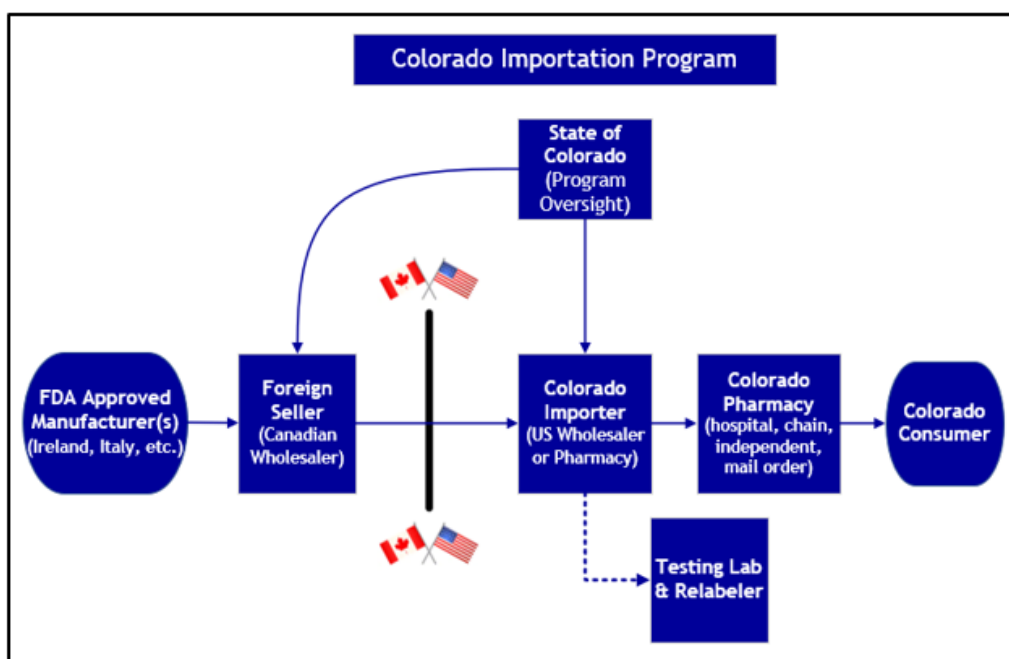 Colorado Importation Program
State of
Colorado
(Program
Oversight)
FDA Approved
Manufacturer(s)
(Ireland, Italy, etc.)
Foreign
Seller
(Canadian
Wholesaler)
Colorado
Importer
(US Wholesaler
or Pharmacy)
Colorado
Pharmacy
(hospital, chain,
independent,
mail order)
Colorado
Consumer
Testing Lab
& Relabeler